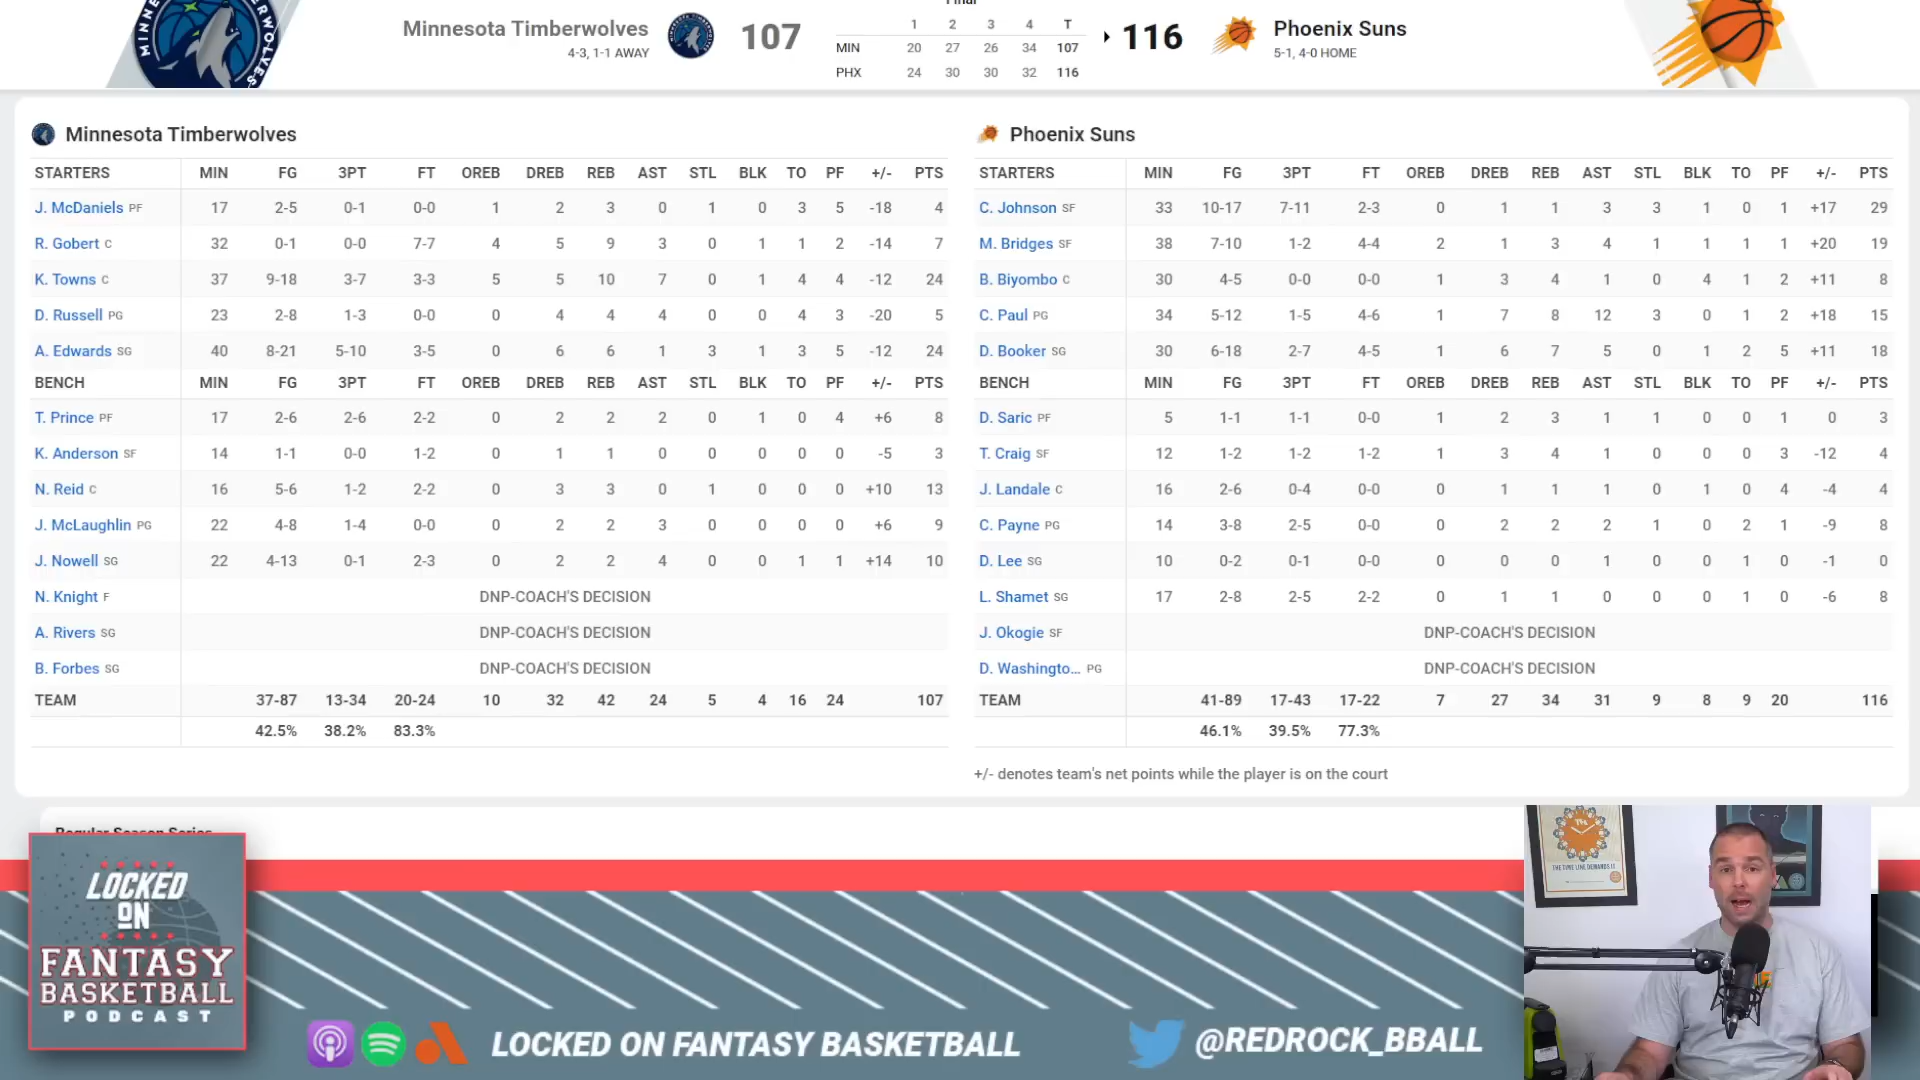 Final
Minnesota Timberwolves
4-3, 1-1 AWAY
107
1 2 3 4 T
MIN 20 27 26 34 107
PHX 24 30 30 32 116
116
Phoenix Suns
5-1, 4-0 HOME
Minnesota Timberwolves
STARTERS MIN FG 3PT FT OREB DREB REB AST STL BLK TO PF +/- PTS
J. McDaniels PF 17 2-5 0-1 0-0 1 2 3 0 1 0 3 5 -18 4
R. Gobert C 32 0-1 0-0 7-7 4 5 9 3 0 1 1 2 -14 7
K. Towns C 37 9-18 3-7 3-3 5 5 10 7 0 1 4 4 -12 24
D. Russell PG 23 2-8 1-3 0-0 0 4 4 4 0 0 4 3 -20 5
A. Edwards SG 40 8-21 5-10 3-5 0 6 6 1 3 1 3 5 -12 24
BENCH MIN FG 3PT FT OREB DREB REB AST STL BLK TO PF +/- PTS
T. Prince PF 17 2-6 2-6 2-2 0 2 2 2 0 1 0 4 +6 8
K. Anderson SF 14 1-1 0-0 1-2 0 1 1 0 0 0 0 0 -5 3
N. Reid C 16 5-6 1-2 2-2 0 3 3 0 1 0 0 0 +10 13
J. McLaughlin PG 22 4-8 1-4 0-0 0 2 2 3 0 0 0 0 +6 9
J. Nowell SG 22 4-13 0-1 2-3 0 2 2 4 0 0 1 1 +14 10
N. Knight F DNP-COACH'S DECISION
A. Rivers SG DNP-COACH'S DECISION
B. Forbes SG DNP-COACH'S DECISION
TEAM 37-87 13-34 20-24 10 32 42 24 5 4 16 24 107
42.5% 38.2% 83.3%
Phoenix Suns
STARTERS MIN FG 3PT FT OREB DREB REB AST STL BLK TO PF +/- PTS
C. Johnson SF 33 10-17 7-11 2-3 0 1 1 3 3 1 0 1 +17 29
M. Bridges SF 38 7-10 1-2 4-4 2 1 3 4 1 1 1 1 +20 19
B. Biyombo C 30 4-5 0-0 0-0 1 3 4 1 0 4 1 2 +11 8
C. Paul PG 34 5-12 1-5 4-6 1 7 8 12 3 0 1 2 +18 15
D. Booker SG 30 6-18 2-7 4-5 1 6 7 5 0 1 2 5 +11 18
BENCH MIN FG 3PT FT OREB DREB REB AST STL BLK TO PF +/- PTS
D. Saric PF 5 1-1 1-1 0-0 1 2 3 1 1 0 0 1 0 3
T. Craig SF 12 1-2 1-2 1-2 1 3 4 1 0 0 0 3 -12 4
J. Landale C 16 2-6 0-4 0-0 0 1 1 1 0 1 0 4 -4 4
C. Payne PG 14 3-8 2-5 0-0 0 2 2 2 1 0 2 1 -9 8
D. Lee SG 10 0-2 0-1 0-0 0 0 0 1 0 0 1 0 -1 0
L. Shamet SG 17 2-8 2-5 2-2 0 1 1 0 0 0 1 0 -6 8
J. Okogie SF DNP-COACH'S DECISION
D. Washingto... PG DNP-COACH'S DECISION
TEAM 41-89 17-43 17-22 7 27 34 31 9 8 9 20 116
46.1% 39.5% 77.3%
+/- denotes team's net points while the player is on the court
Regular Season Series
LOCKED
ON
FANTASY
BASKETBALL
PODCAST
LOCKED ON FANTASY BASKETBALL
@REDROCK_BBALL